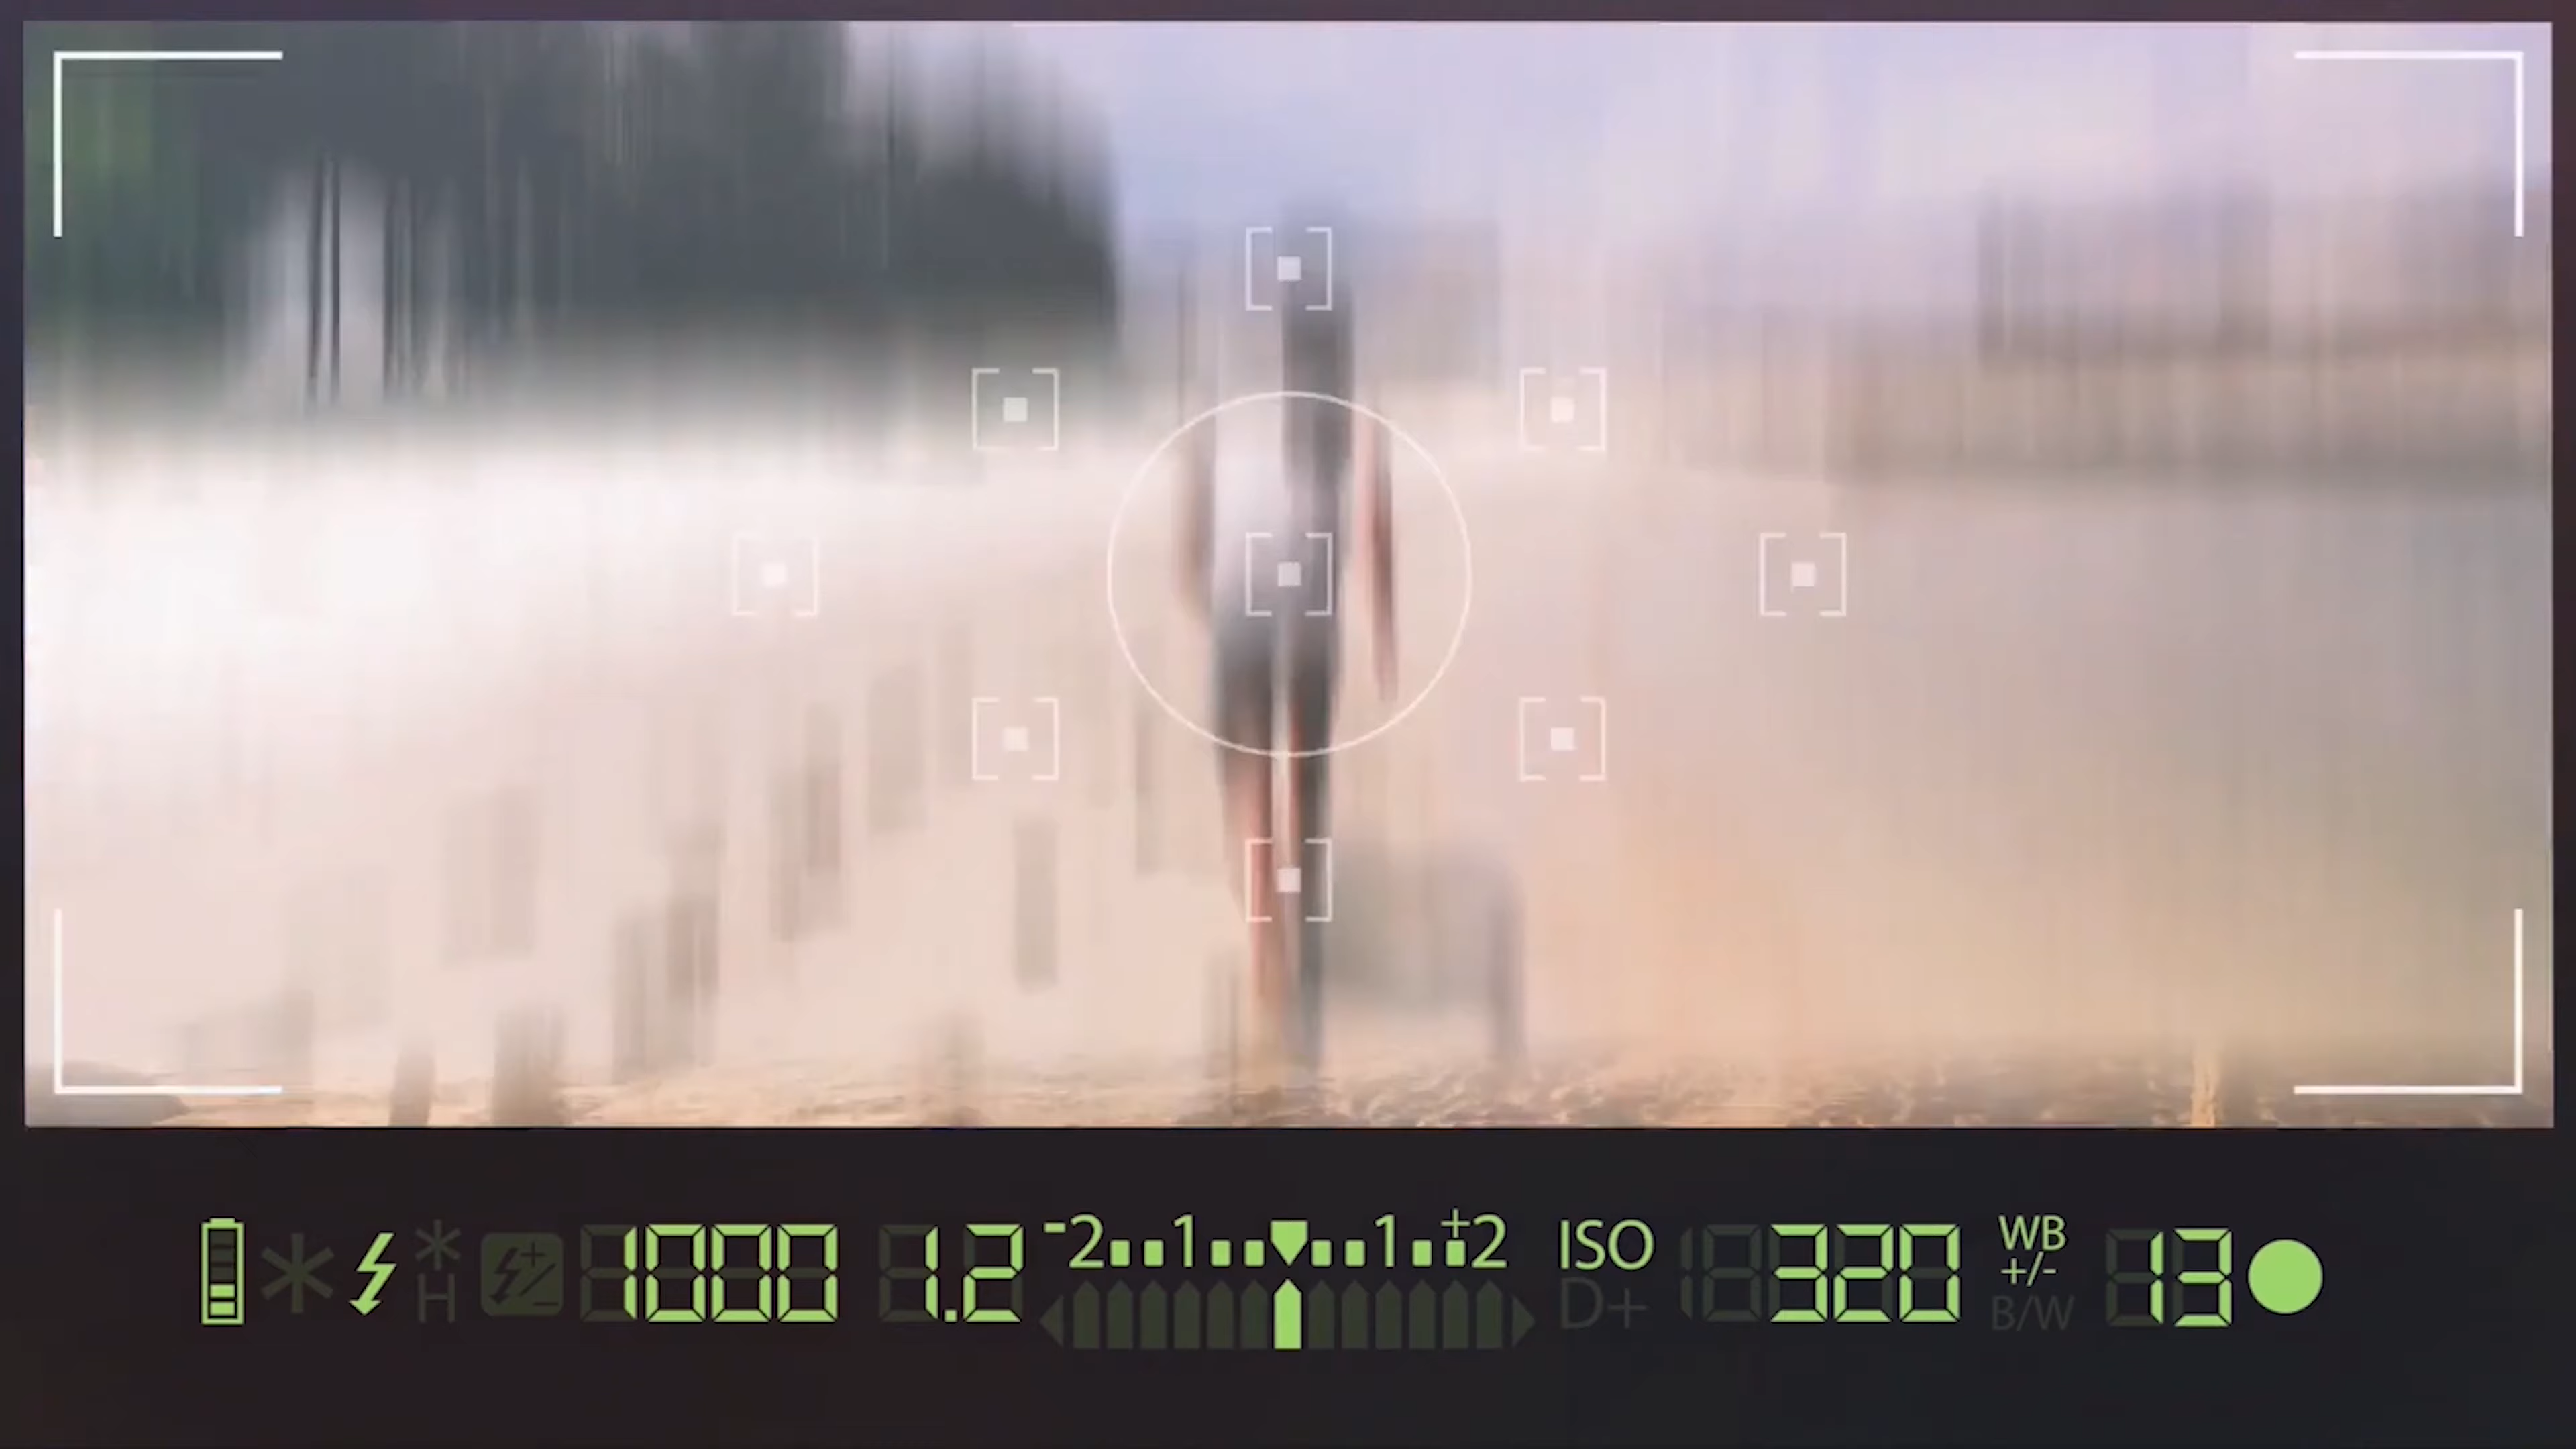 -2..1..▼..1..+2 ISO WB
* H 1000 1.2 D+ 320 +/- 13
B/W